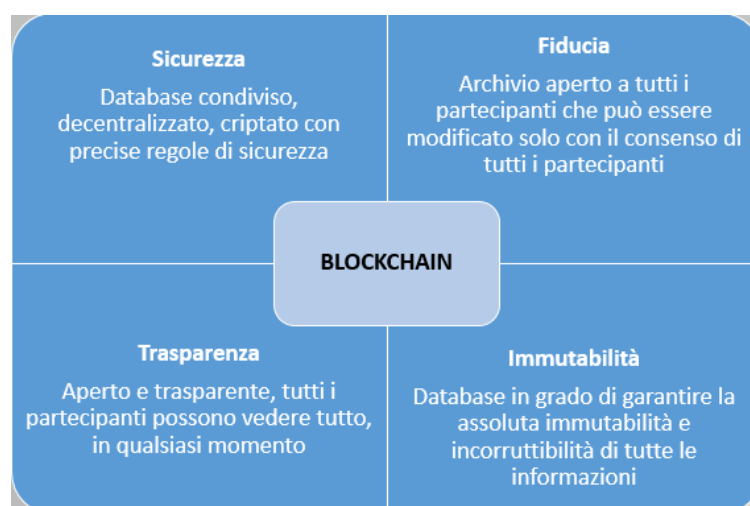 Sicurezza
Database condiviso,
decentralizzato, criptato con
precise regole di sicurezza
Fiducia
Archivio aperto a tutti i
partecipanti che può essere
modificato solo con il consenso di
tutti i partecipanti
BLOCKCHAIN
Trasparenza
Aperto e trasparente, tutti i
partecipanti possono vedere tutto,
in qualsiasi momento
Immutabilità
Database in grado di garantire la
assoluta immutabilità e
incorruttibilità di tutte le
informazioni